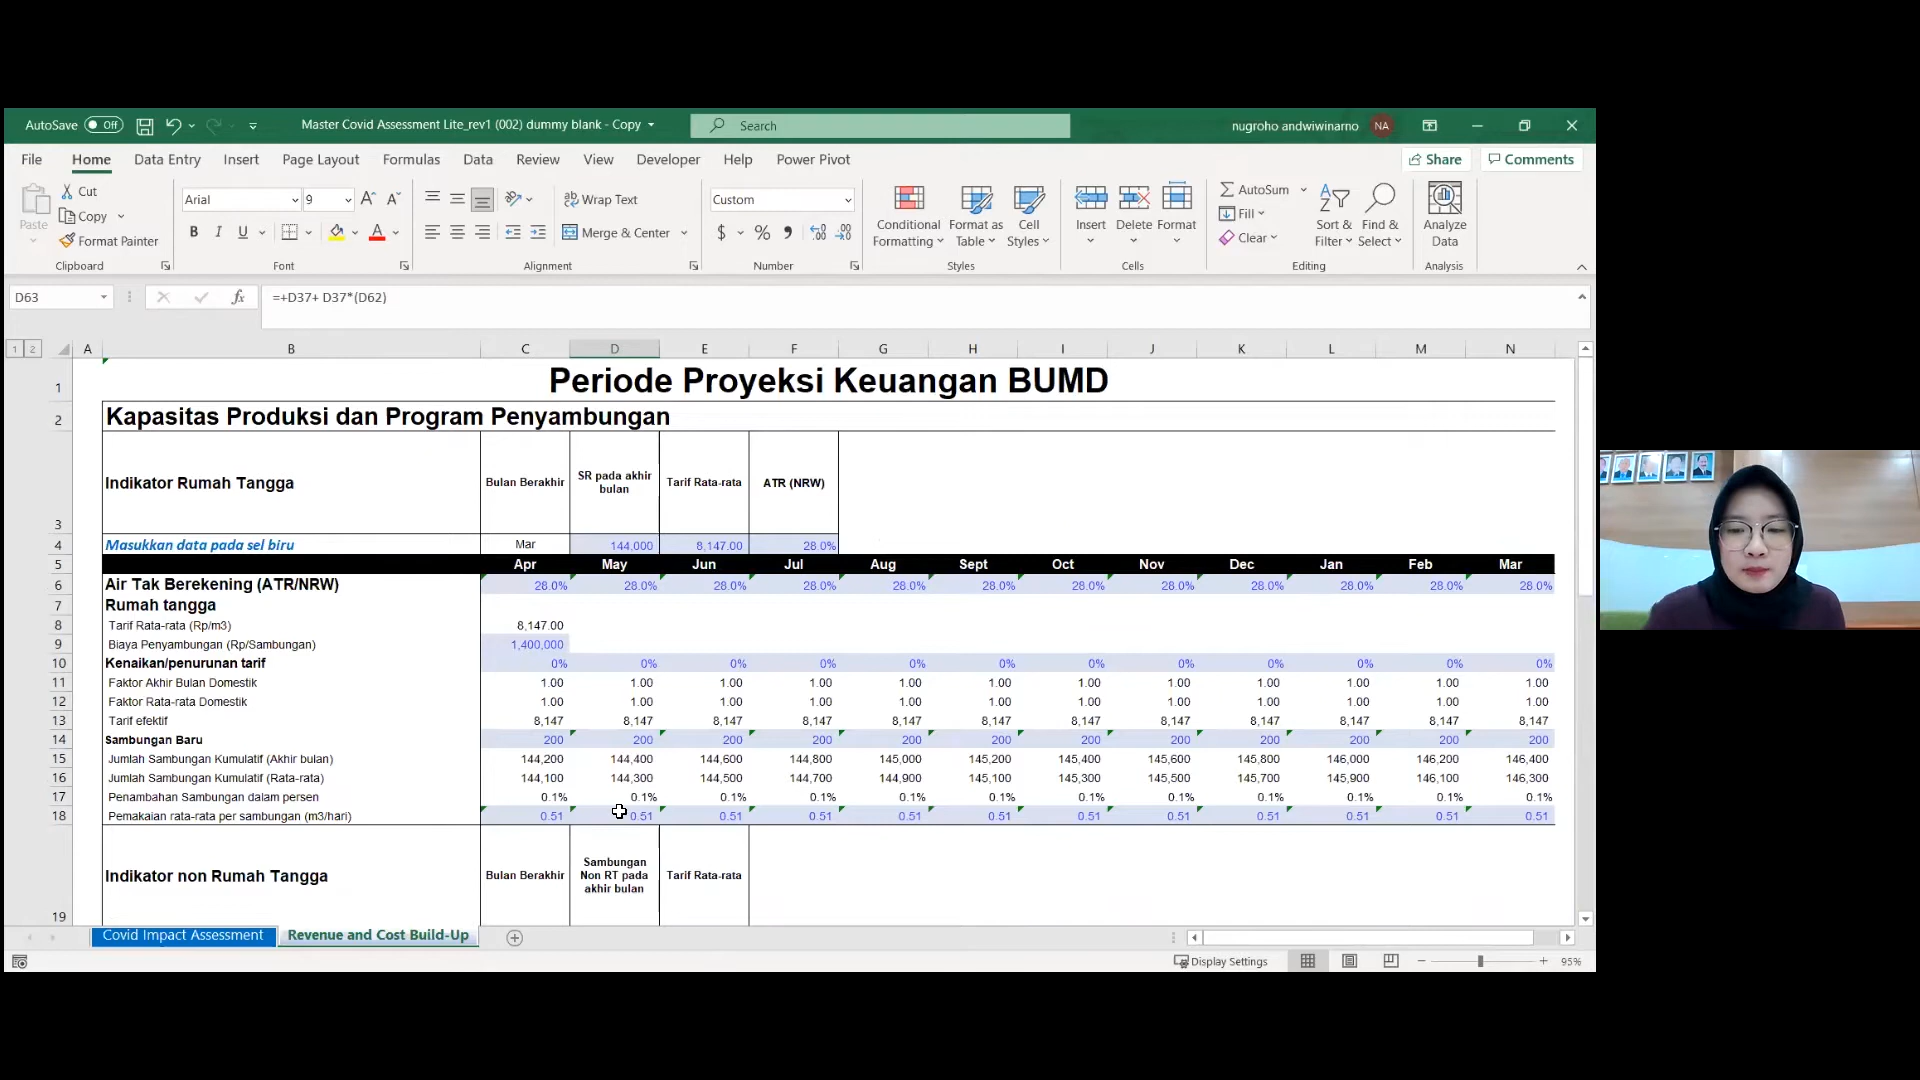 AutoSave Off Master Covid Assessment Lite_rev1 (002) dummy blank - Copy Search nugroho andwiwinarno NA
File Home Data Entry Insert Page Layout Formulas Data Review View Developer Help Power Pivot Share Comments
Paste Cut Copy Format Painter Clipboard
Arial 9 B I U A Font
Wrap Text Merge & Center Alignment
Custom $ % Number
Conditional Formatting Format as Table Cell Styles Styles
Insert Delete Format Cells
AutoSum Fill Clear Sort & Filter Find & Select Editing
Analyze Data Analysis
D63 fx =+D37+ D37*(D62)
1 2 A B C D E F G H I J K L M N
1 Periode Proyeksi Keuangan BUMD
2 Kapasitas Produksi dan Program Penyambungan
3 Indikator Rumah Tangga Bulan Berakhir SR pada akhir bulan Tarif Rata-rata ATR (NRW)
4 Masukkan data pada sel biru Mar 144,000 8,147.00 28.0%
5 Apr May Jun Jul Aug Sept Oct Nov Dec Jan Feb Mar
6 Air Tak Berekening (ATR/NRW) 28.0% 28.0% 28.0% 28.0% 28.0% 28.0% 28.0% 28.0% 28.0% 28.0% 28.0% 28.0%
7 Rumah tangga
8 Tarif Rata-rata (Rp/m3) 8,147.00
9 Biaya Penyambungan (Rp/Sambungan) 1,400,000
10 Kenaikan/penurunan tarif 0% 0% 0% 0% 0% 0% 0% 0% 0% 0% 0% 0%
11 Faktor Akhir Bulan Domestik 1.00 1.00 1.00 1.00 1.00 1.00 1.00 1.00 1.00 1.00 1.00 1.00
12 Faktor Rata-rata Domestik 1.00 1.00 1.00 1.00 1.00 1.00 1.00 1.00 1.00 1.00 1.00 1.00
13 Tarif efektif 8,147 8,147 8,147 8,147 8,147 8,147 8,147 8,147 8,147 8,147 8,147 8,147
14 Sambungan Baru 200 200 200 200 200 200 200 200 200 200 200 200
15 Jumlah Sambungan Kumulatif (Akhir bulan) 144,200 144,400 144,600 144,800 145,000 145,200 145,400 145,600 145,800 146,000 146,200 146,400
16 Jumlah Sambungan Kumulatif (Rata-rata) 144,100 144,300 144,500 144,700 144,900 145,100 145,300 145,500 145,700 145,900 146,100 146,300
17 Penambahan Sambungan dalam persen 0.1% 0.1% 0.1% 0.1% 0.1% 0.1% 0.1% 0.1% 0.1% 0.1% 0.1% 0.1%
18 Pemakaian rata-rata per sambungan (m3/hari) 0.51 0.51 0.51 0.51 0.51 0.51 0.51 0.51 0.51 0.51 0.51 0.51
19 Indikator non Rumah Tangga Bulan Berakhir Sambungan Non RT pada akhir bulan Tarif Rata-rata
Covid Impact Assessment Revenue and Cost Build-Up
Display Settings 95%